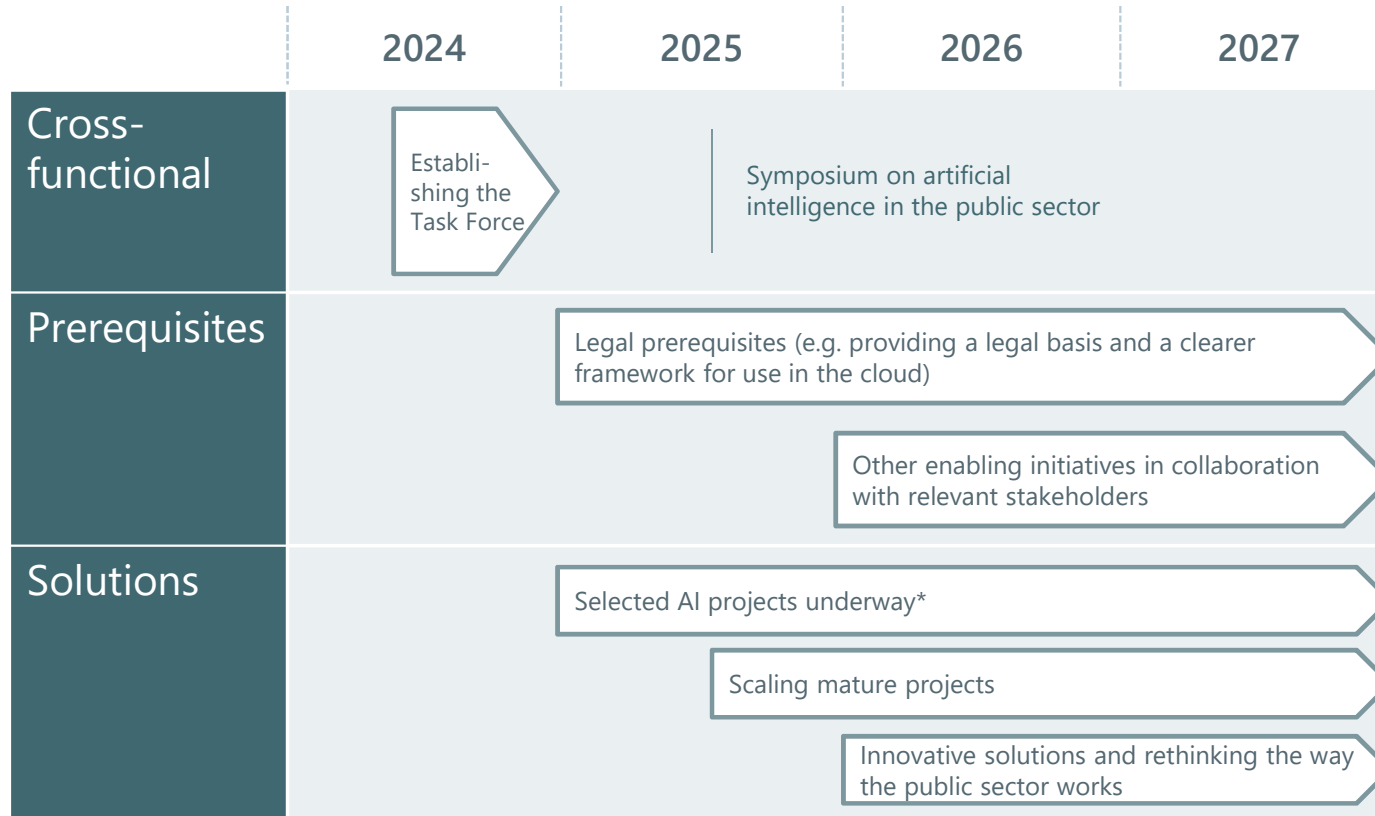 2024 2025 2026 2027
Cross-
functional
Establi-
shing the
Task Force
Symposium on artificial
intelligence in the public sector
Prerequisites
Legal prerequisites (e.g. providing a legal basis and a clearer
framework for use in the cloud)
Other enabling initiatives in collaboration
with relevant stakeholders
Solutions
Selected AI projects underway*
Scaling mature projects
Innovative solutions and rethinking the way
the public sector works